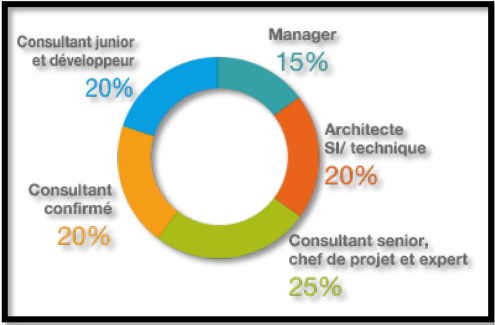 Manager
15%
Architecte
SI/ technique
20%
Consultant senior,
chef de projet et expert
25%
Consultant
confirmé
20%
Consultant junior
et développeur
20%